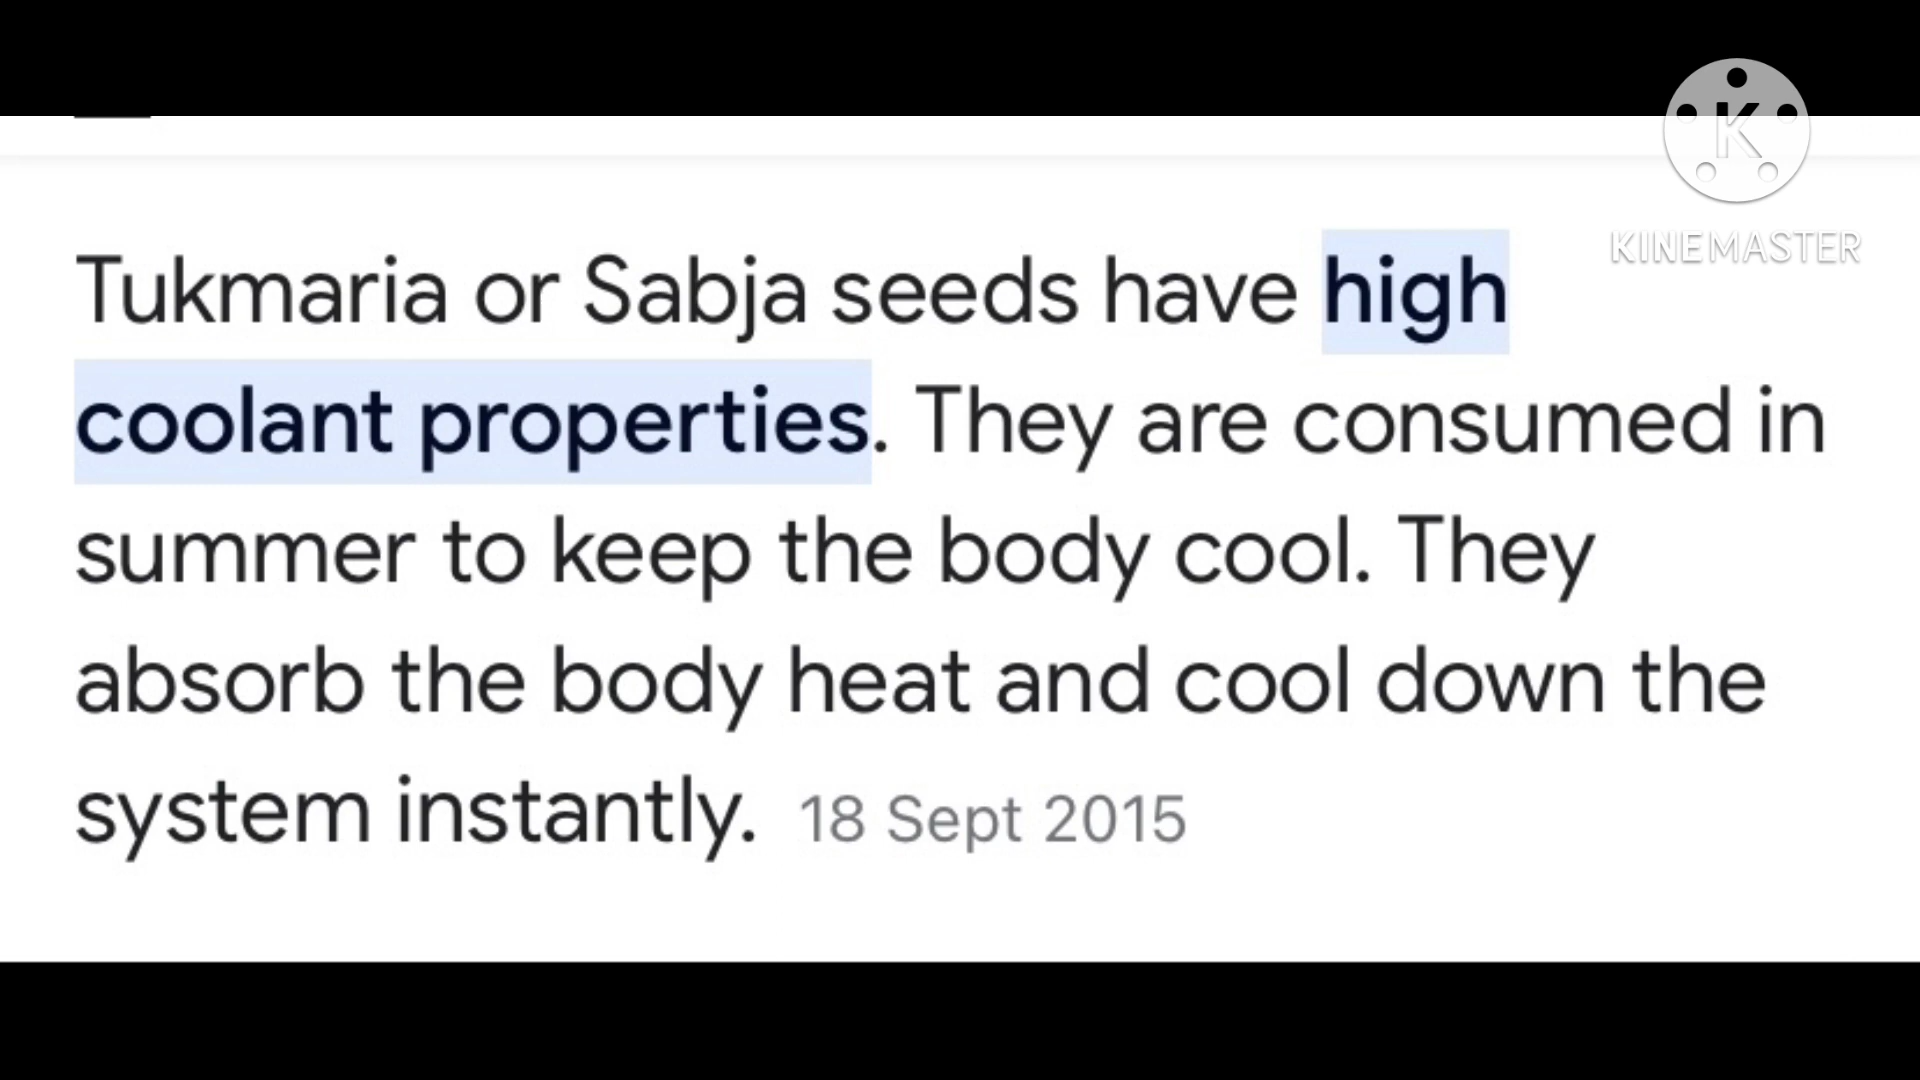 K
KINEMASTER
Tukmaria or Sabja seeds have high
coolant properties. They are consumed in
summer to keep the body cool. They
absorb the body heat and cool down the
system instantly. 18 Sept 2015